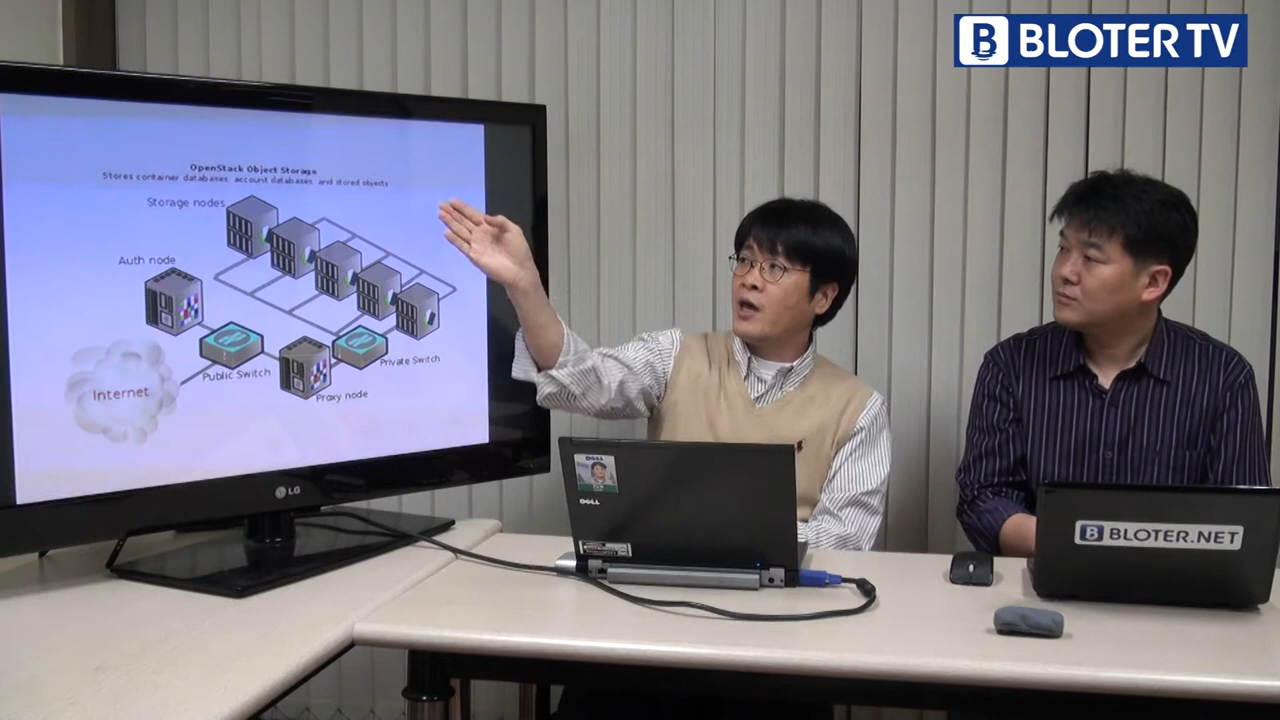 BLOTER TV
OpenStack Object Storage
Stores container databases, account databases, and stored objects
Storage nodes
Auth node
Public Switch
Private Switch
Internet
Proxy node
LG
DELL
DELL
BLOTER.NET